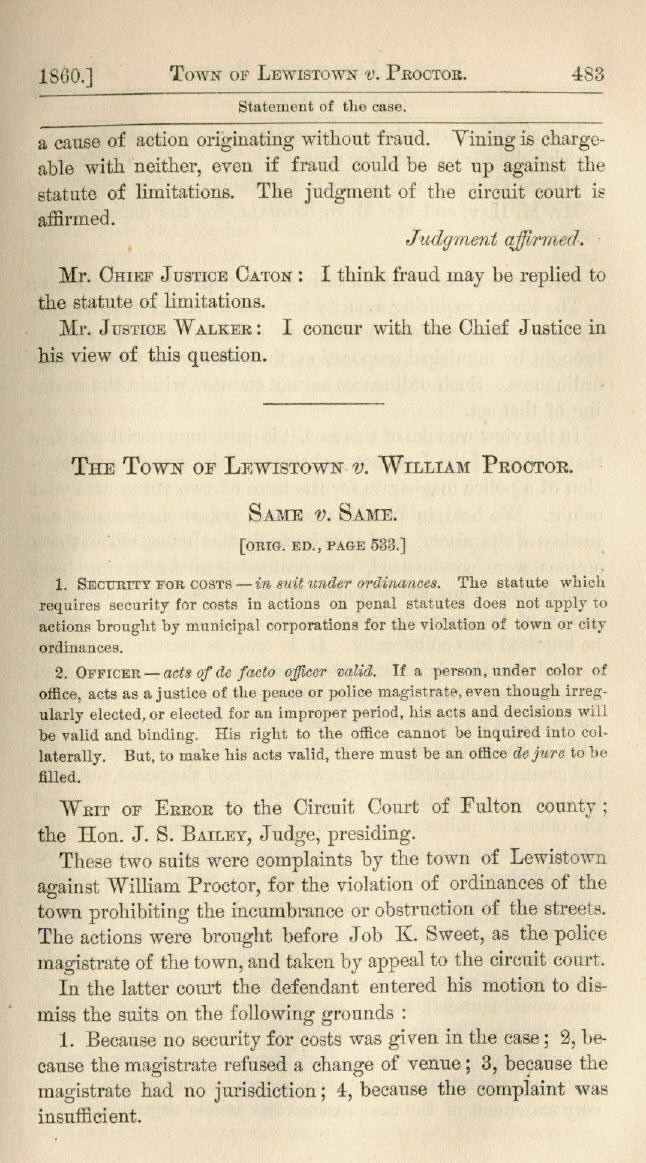 1860.] TOWN OF LEWISTOWN v. PROCTOR. 483
Statement of the case.
a cause of action originating without fraud. Vining is charge-
able with neither, even if fraud could be set up against the
statute of limitations. The judgment of the circuit court is
affirmed.
Judgment affirmed.
Mr. CHIEF JUSTICE CATON: I think fraud may be replied to
the statute of limitations.
Mr. JUSTICE WALKER: I concur with the Chief Justice in
his view of this question.
THE TOWN OF LEWISTOWN v. WILLIAM PROCTOR.
SAME v. SAME.
[ORIG. ED., PAGE 533.]
1. SECURITY FOR COSTS — in suit under ordinances. The statute which
requires security for costs in actions on penal statutes does not apply to
actions brought by municipal corporations for the violation of town or city
ordinances.
2. OFFICER — acts of de facto officer valid. If a person, under color of
office, acts as a justice of the peace or police magistrate, even though irreg-
ularly elected, or elected for an improper period, his acts and decisions will
be valid and binding. His right to the office cannot be inquired into col-
laterally. But, to make his acts valid, there must be an office de jure to be
filled.
WRIT OF ERROR to the Circuit Court of Fulton county;
the Hon. J. S. BAILEY, Judge, presiding.
These two suits were complaints by the town of Lewistown
against William Proctor, for the violation of ordinances of the
town prohibiting the incumbrance or obstruction of the streets.
The actions were brought before Job K. Sweet, as the police
magistrate of the town, and taken by appeal to the circuit court.
In the latter court the defendant entered his motion to dis-
miss the suits on the following grounds:
1. Because no security for costs was given in the case; 2, be-
cause the magistrate refused a change of venue; 3, because the
magistrate had no jurisdiction; 4, because the complaint was
insufficient.